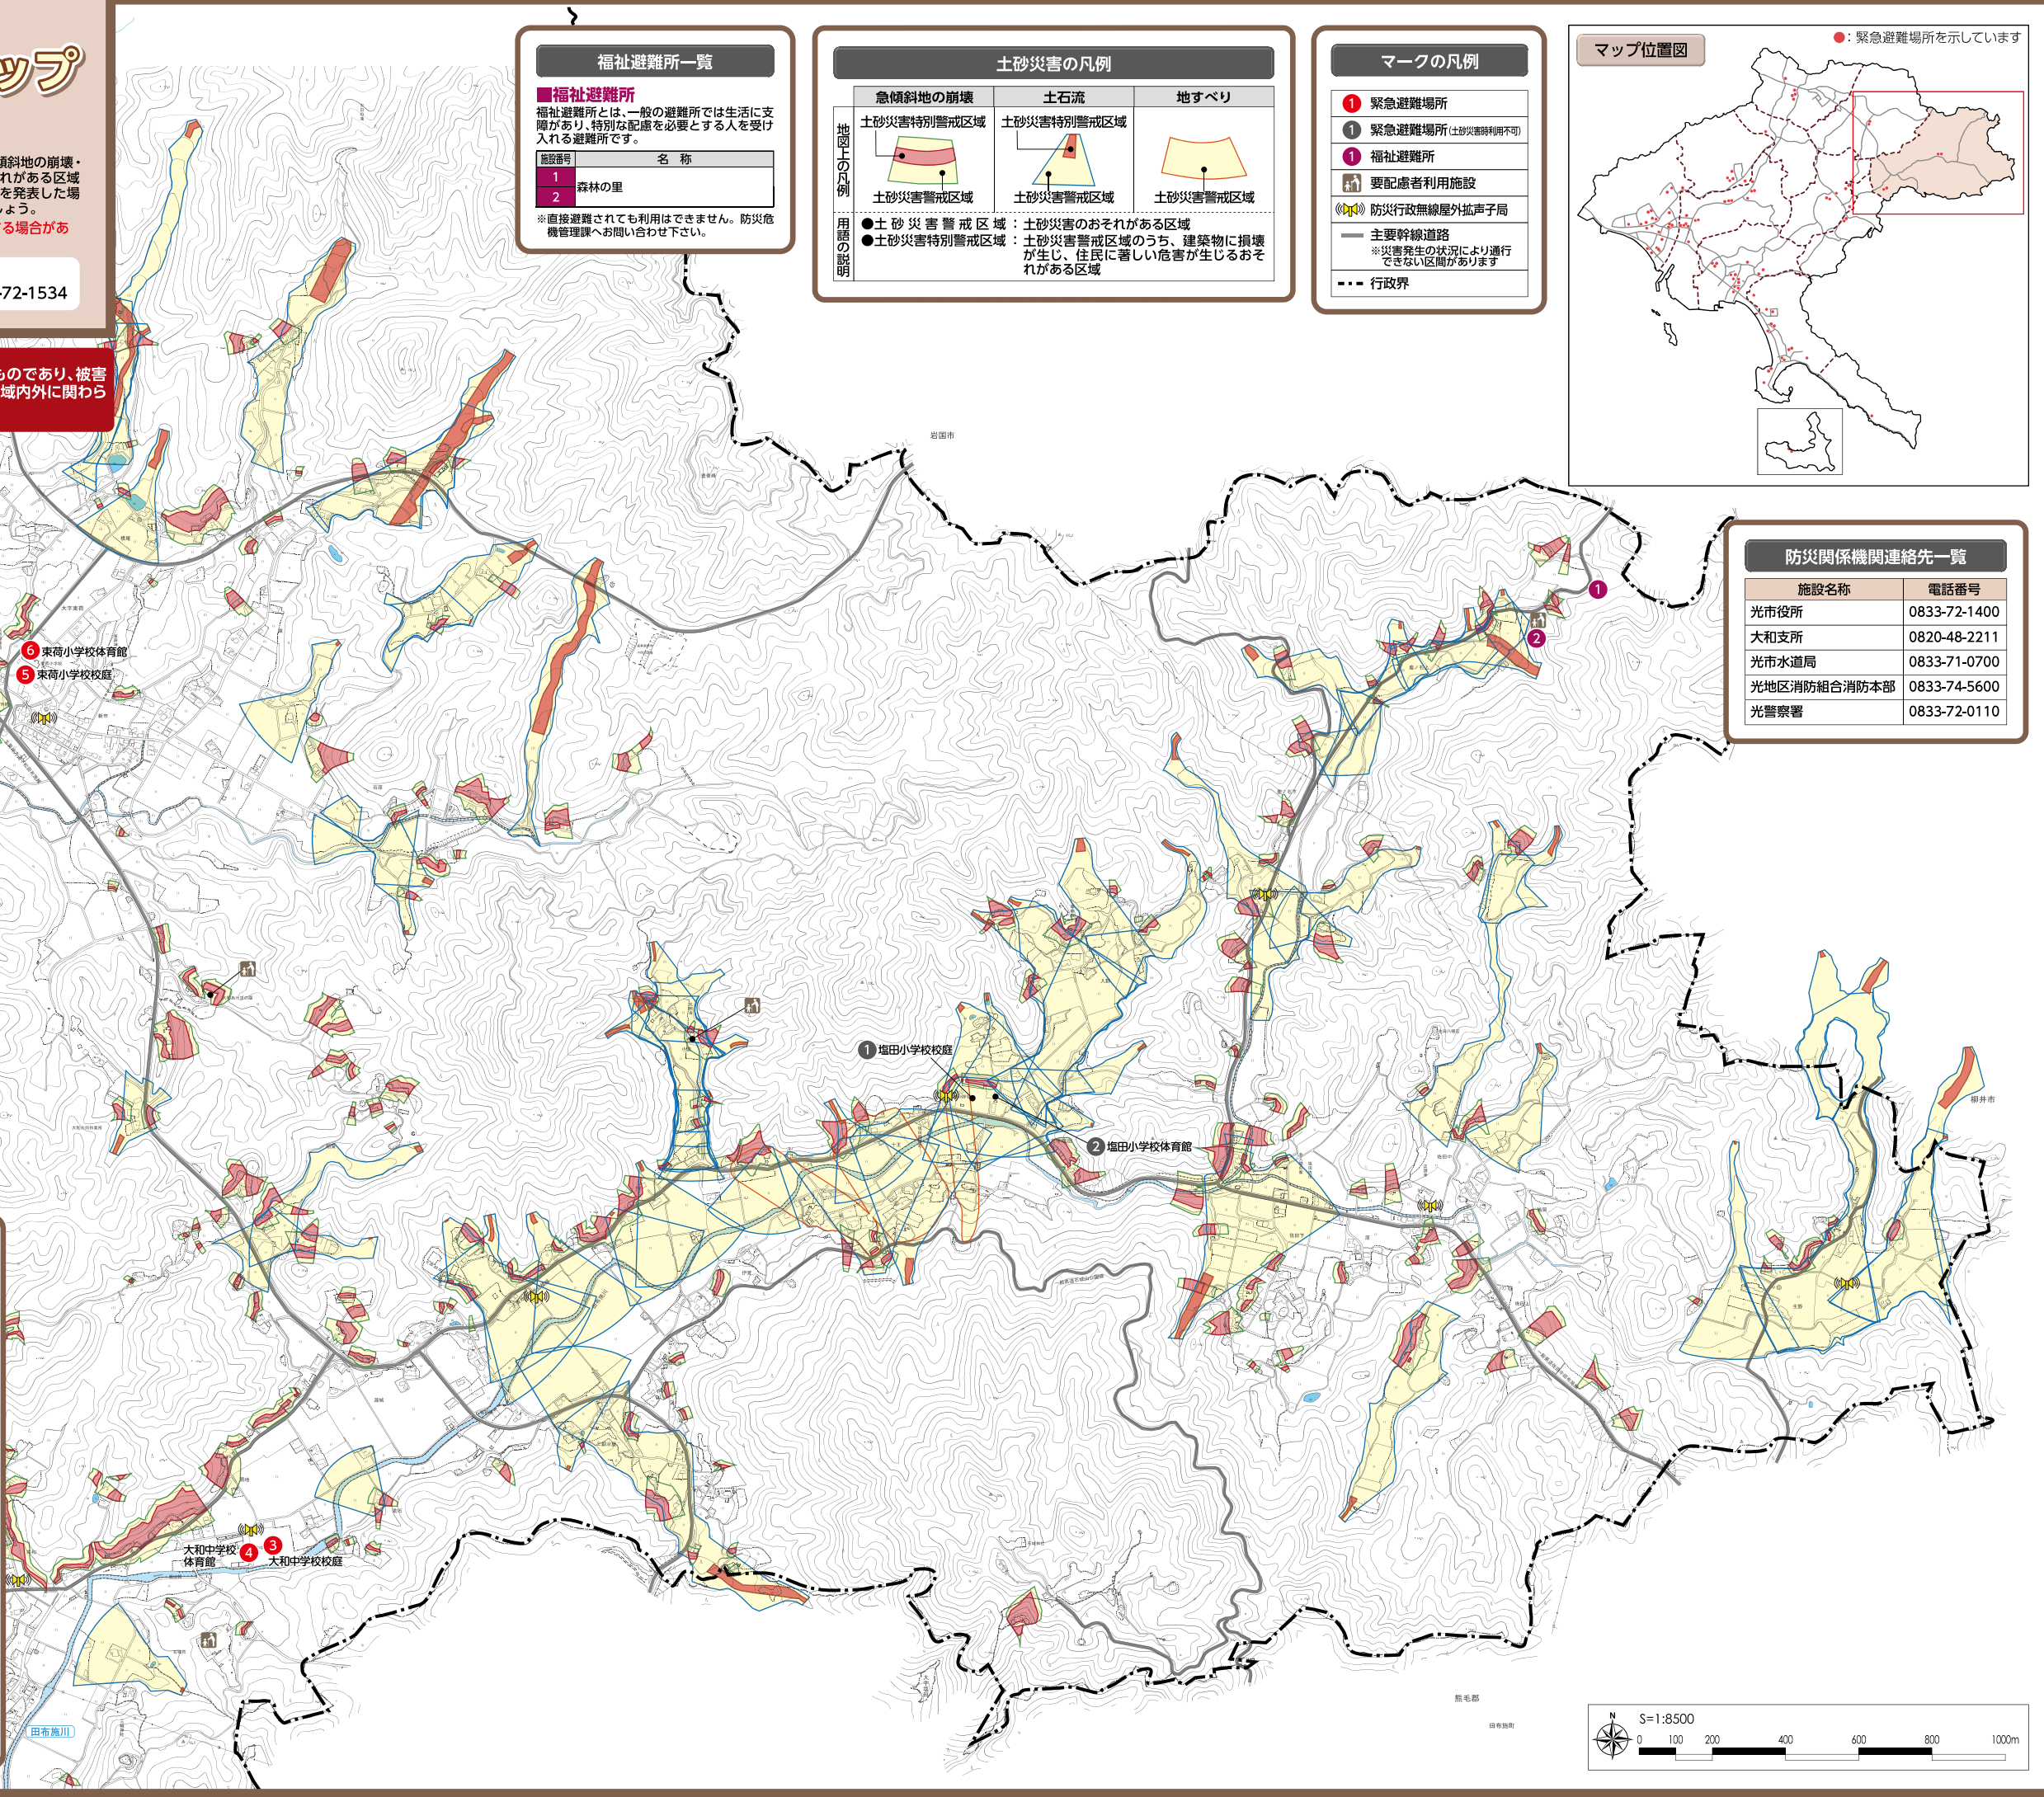 ップ
傾斜地の崩壊・
れがある区域
を発表した場
しょう。
る場合があ
-72-1534
ものであり、被害
域内外に関わら
福祉避難所一覧
■福祉避難所
福祉避難所とは、一般の避難所では生活に支
障があり、特別な配慮を必要とする人を受け
入れる避難所です。
施設番号 名 称
1
森林の里
2
※直接避難されても利用はできません。防災危
機管理課へお問い合わせ下さい。
土砂災害の凡例
急傾斜地の崩壊 土石流 地すべり
地図上の凡例
土砂災害特別警戒区域 土砂災害特別警戒区域
土砂災害警戒区域 土砂災害警戒区域 土砂災害警戒区域
用語の説明
●土砂災害警戒区域：土砂災害のおそれがある区域
●土砂災害特別警戒区域：土砂災害警戒区域のうち、建築物に損壊
が生じ、住民に著しい危害が生じるおそ
れがある区域
マークの凡例
1 緊急避難場所
1 緊急避難場所(土砂災害時利用不可)
1 福祉避難所
要配慮者利用施設
防災行政無線屋外拡声子局
主要幹線道路
※災害発生の状況により通行
できない区間があります
行政界
マップ位置図
●：緊急避難場所を示しています
防災関係機関連絡先一覧
施設名称 電話番号
光市役所 0833-72-1400
大和支所 0820-48-2211
光市水道局 0833-71-0700
光地区消防組合消防本部 0833-74-5600
光警察署 0833-72-0110
岩国市
1
2
6 束荷小学校体育館
5 束荷小学校校庭
1 塩田小学校校庭
2 塩田小学校体育館
柳井市
大和中学校
体育館
4
3
大和中学校校庭
田布施川
熊毛郡
田布施町
N
S=1:8500
0 100 200 400 600 800 1000m